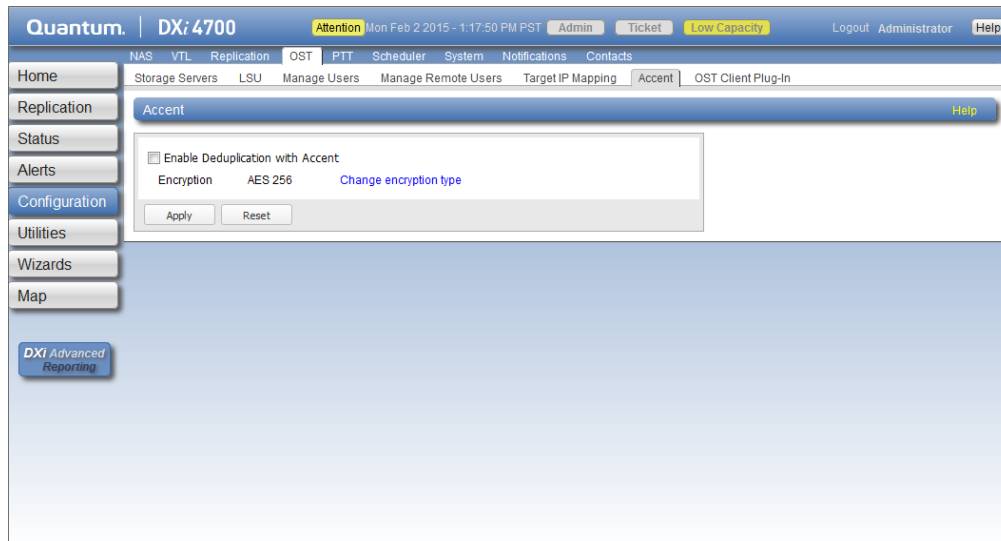 Quantum. DXi 4700 Attention Mon Feb 2 2015 - 1:17:50 PM PST Admin Ticket Low Capacity Logout Administrator Help
NAS VTL Replication OST PTT Scheduler System Notifications Contacts
Storage Servers LSU Manage Users Manage Remote Users Target IP Mapping Accent OST Client Plug-In
Home
Replication
Status
Alerts
Configuration
Utilities
Wizards
Map
DXi Advanced
Reporting
Accent Help
Enable Deduplication with Accent
Encryption AES 256 Change encryption type
Apply Reset